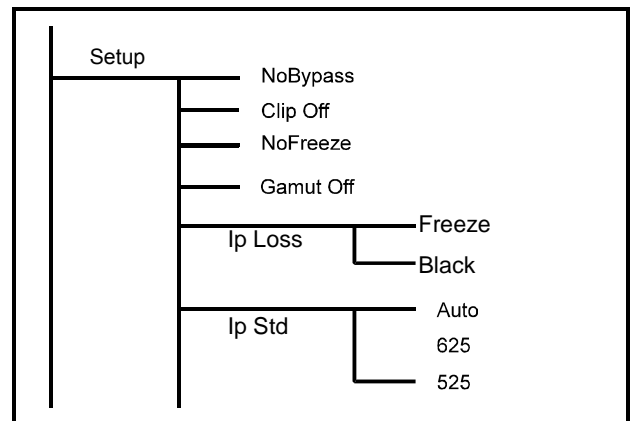 Setup
NoBypass
Clip Off
NoFreeze
Gamut Off
Ip Loss
Freeze
Black
Ip Std
Auto
625
525